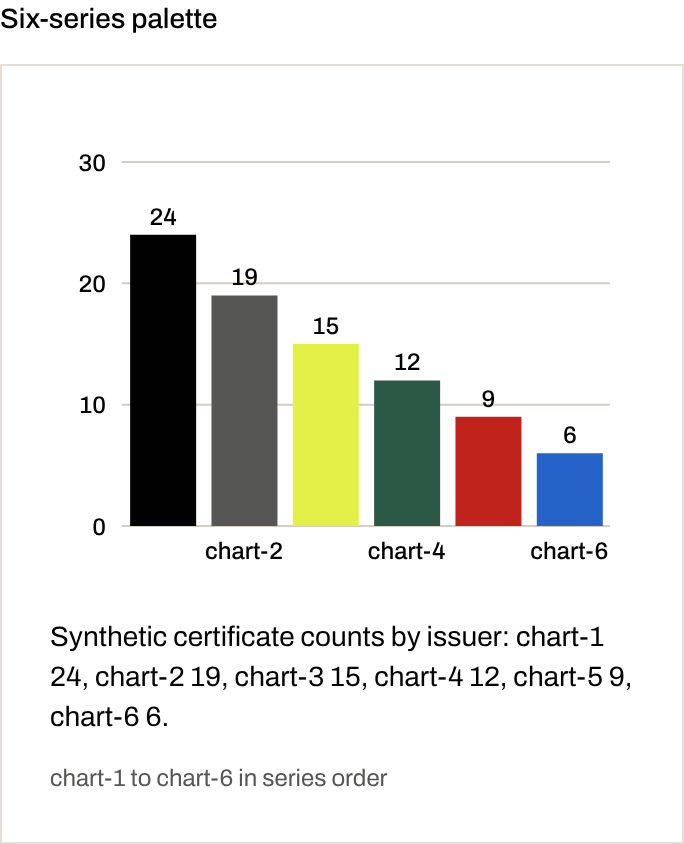 Six-series palette
30
24
20
19
15
12
10
9
6
0
chart-2 chart-4 chart-6
Synthetic certificate counts by issuer: chart-1
24, chart-2 19, chart-3 15, chart-4 12, chart-5 9,
chart-6 6.
chart-1 to chart-6 in series order